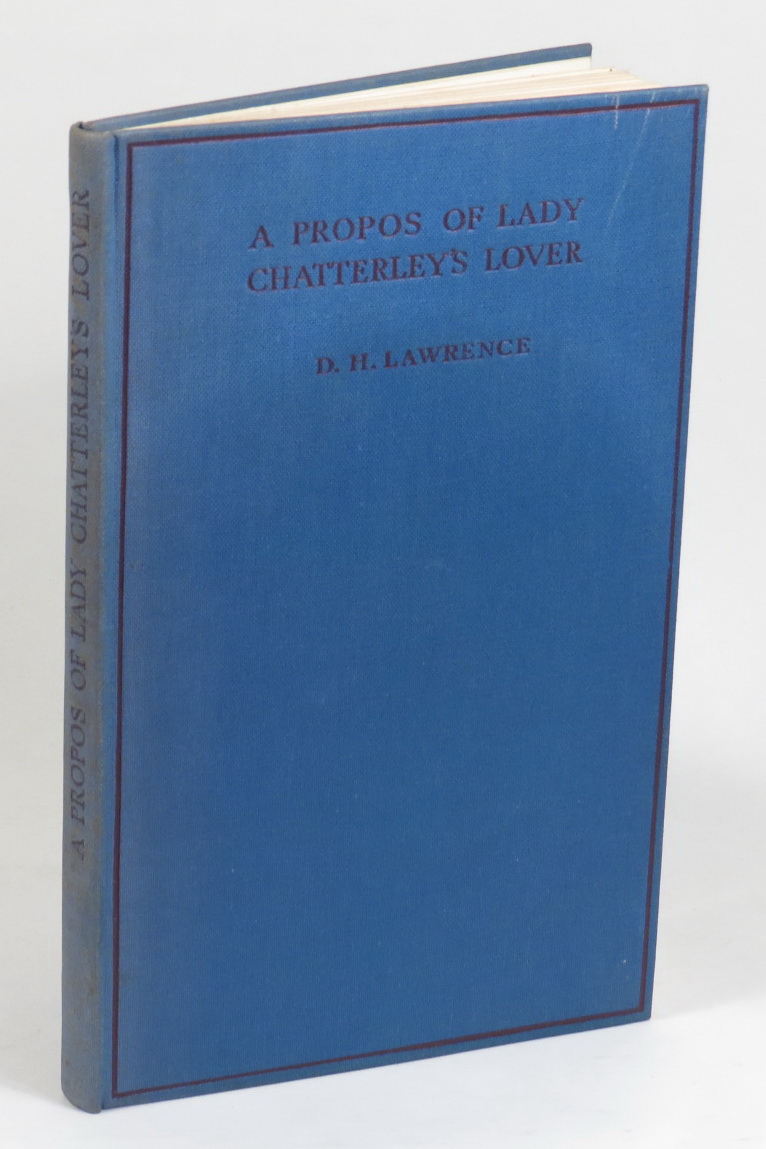 A PROPOS OF LADY
CHATTERLEY'S LOVER
D. H. LAWRENCE
A PROPOS OF LADY CHATTERLEY'S LOVER